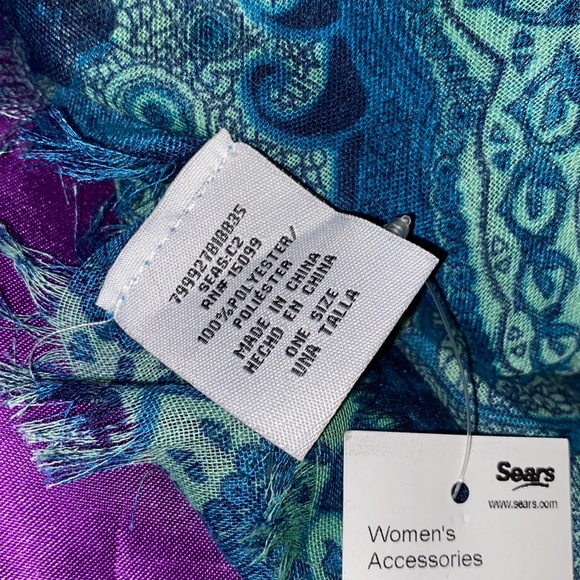 799927818835
SEAS:C2
RN# 15099
100%POLYESTER/
POLIÉSTER
MADE IN CHINA
HECHO EN CHINA
ONE SIZE
UNA TALLA
Sears
www.sears.com
Women's
Accessories